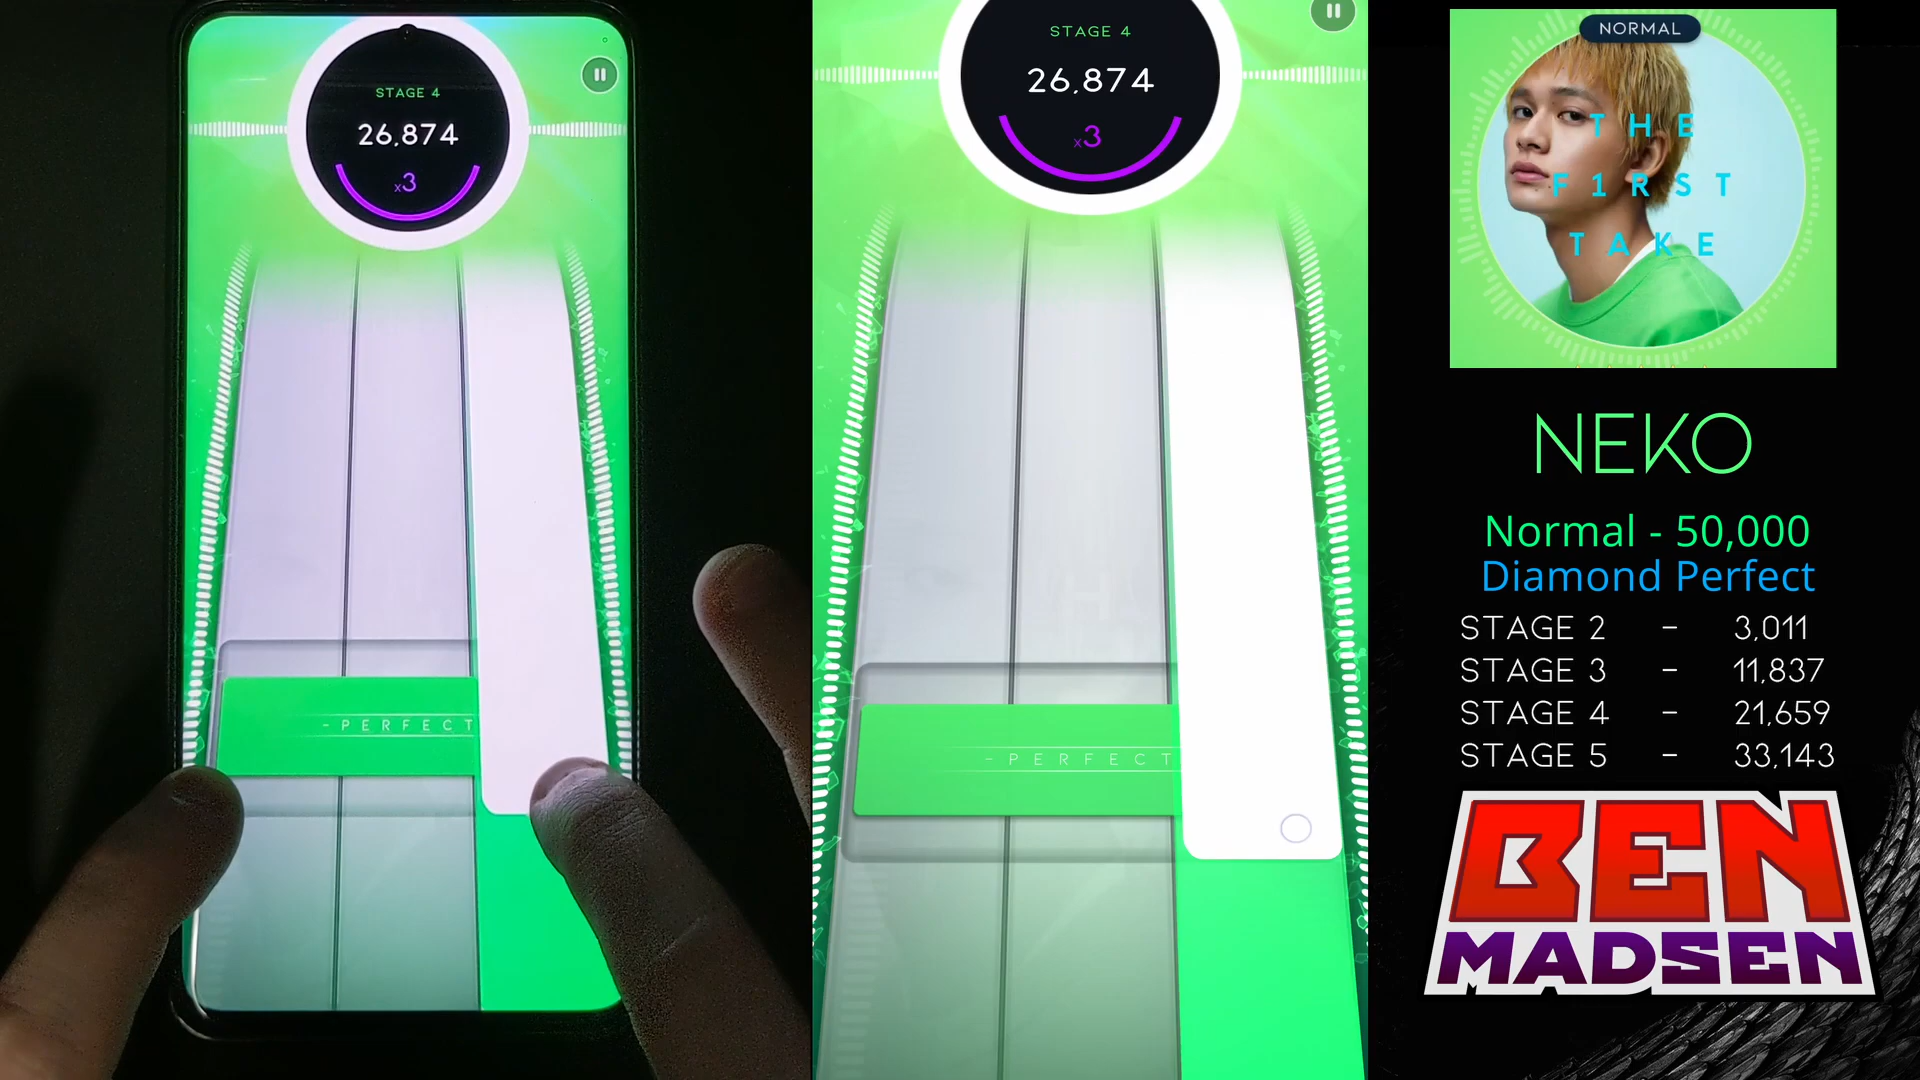 STAGE 4
26,874
x3
-PERFECT
STAGE 4
26,874
x3
-PERFECT
NORMAL
THE
F1RST
TAKE
NEKO
Normal - 50,000
Diamond Perfect
STAGE 2 - 3,011
STAGE 3 - 11,837
STAGE 4 - 21,659
STAGE 5 - 33,143
BEN
MADSEN